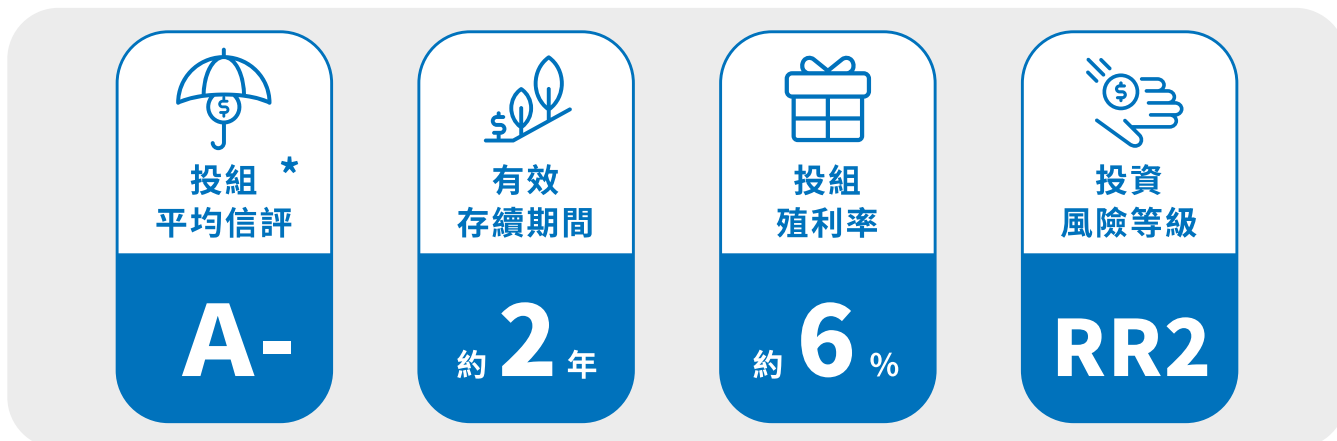 投組 *
平均信評
A-
有效
存續期間
約 2 年
投組
殖利率
約 6 %
投資
風險等級
RR2